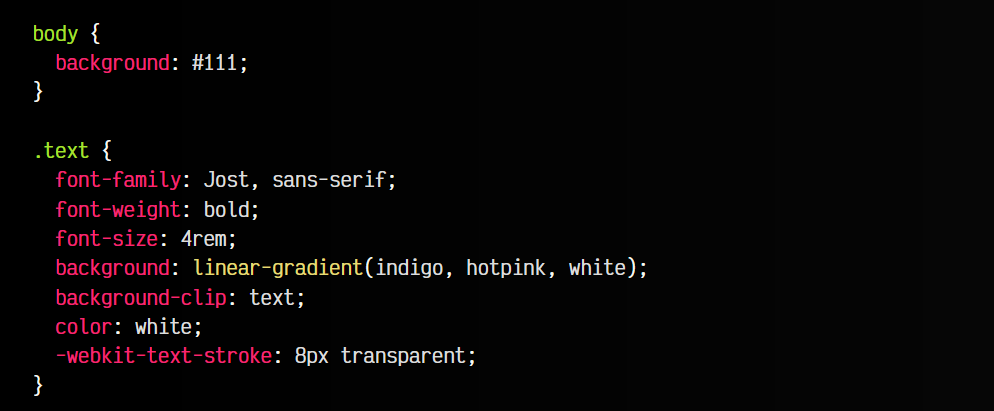 body {
  background: #111;
}

.text {
  font-family: Jost, sans-serif;
  font-weight: bold;
  font-size: 4rem;
  background: linear-gradient(indigo, hotpink, white);
  background-clip: text;
  color: white;
  -webkit-text-stroke: 8px transparent;
}